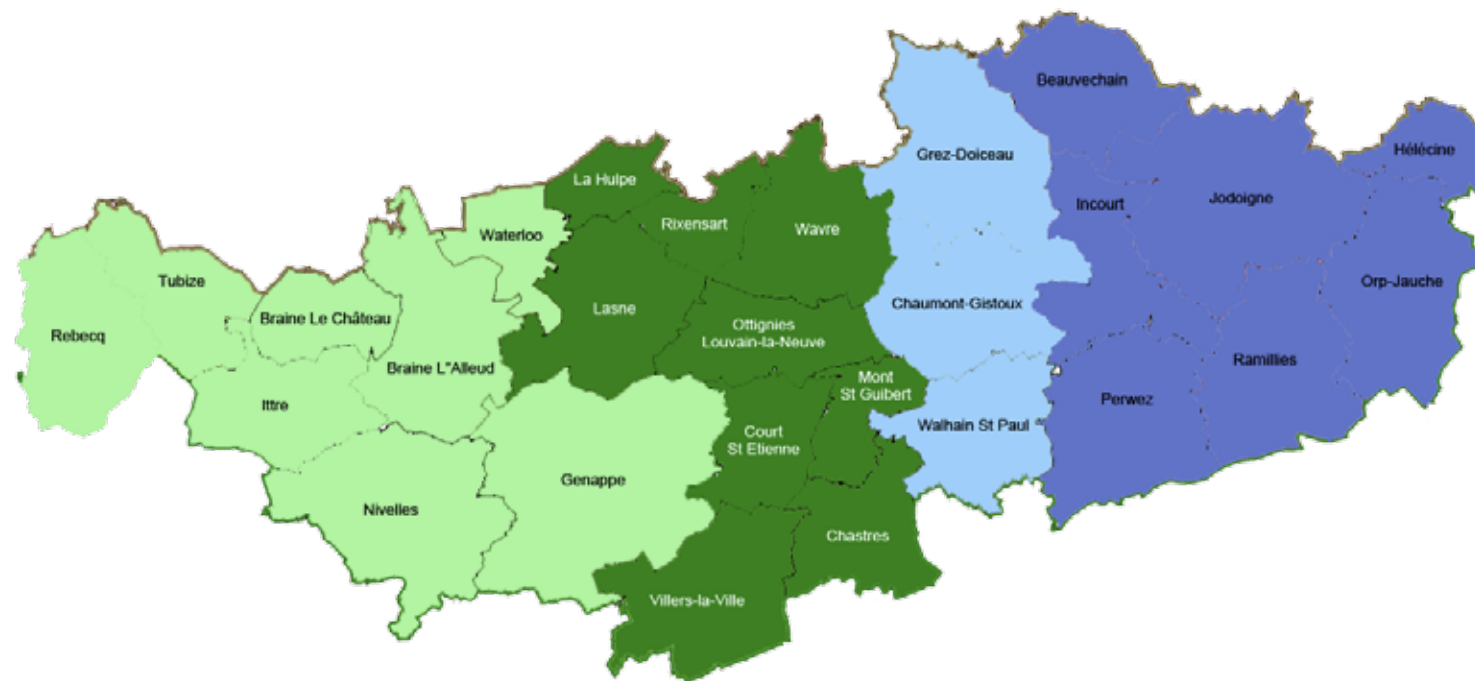 Beauvechain
Hélécine
Grez-Doiceau
La Hulpe
Jodoigne
Incourt
Rixensart
Wavre
Waterloo
Tubize
Orp-Jauche
Chaumont-Gistoux
Lasne
Braine Le Château
Ottignies
Louvain-la-Neuve
Rebecq
Ramillies
Braine L"Alleud
Mont
St Guibert
Perwez
Ittre
Walhain St Paul
Court
St Etienne
Genappe
Nivelles
Chastres
Villers-la-Ville